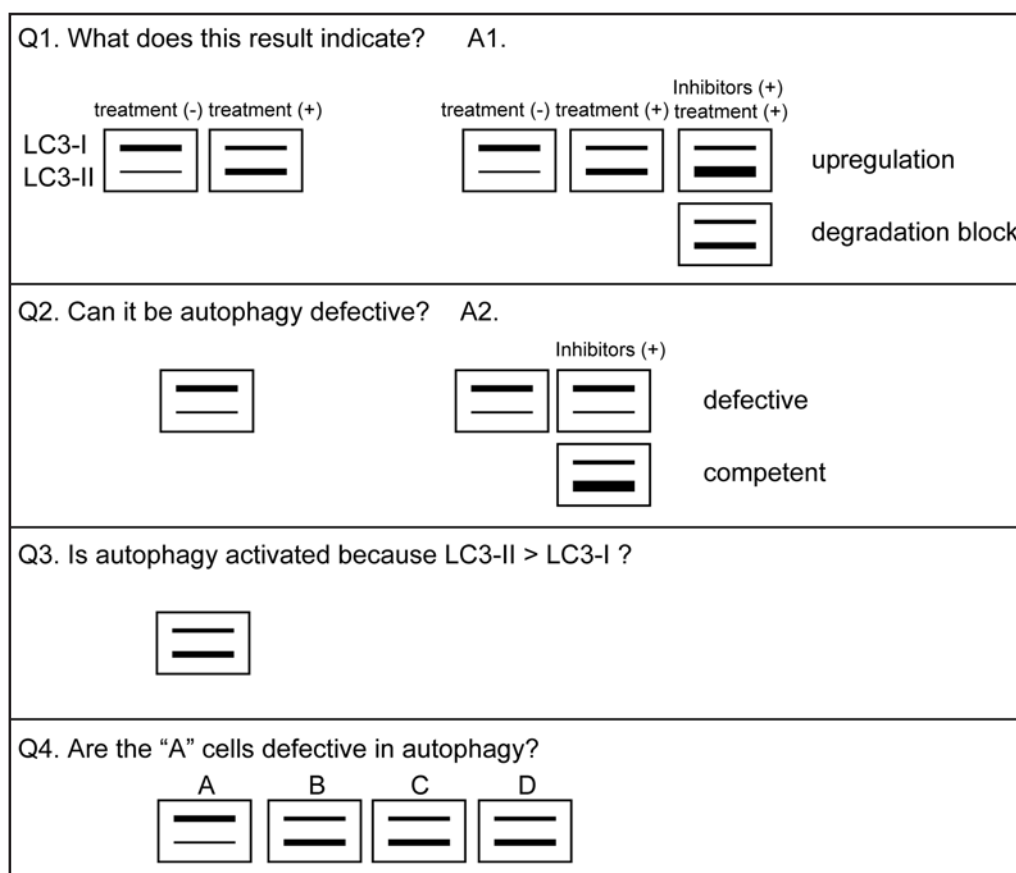 Q1. What does this result indicate? A1.
Inhibitors (+)
treatment (-) treatment (+) treatment (-) treatment (+) treatment (+)
LC3-I
LC3-II
upregulation
degradation block
Q2. Can it be autophagy defective? A2.
Inhibitors (+)
defective
competent
Q3. Is autophagy activated because LC3-II > LC3-I ?
Q4. Are the “A” cells defective in autophagy?
A B C D